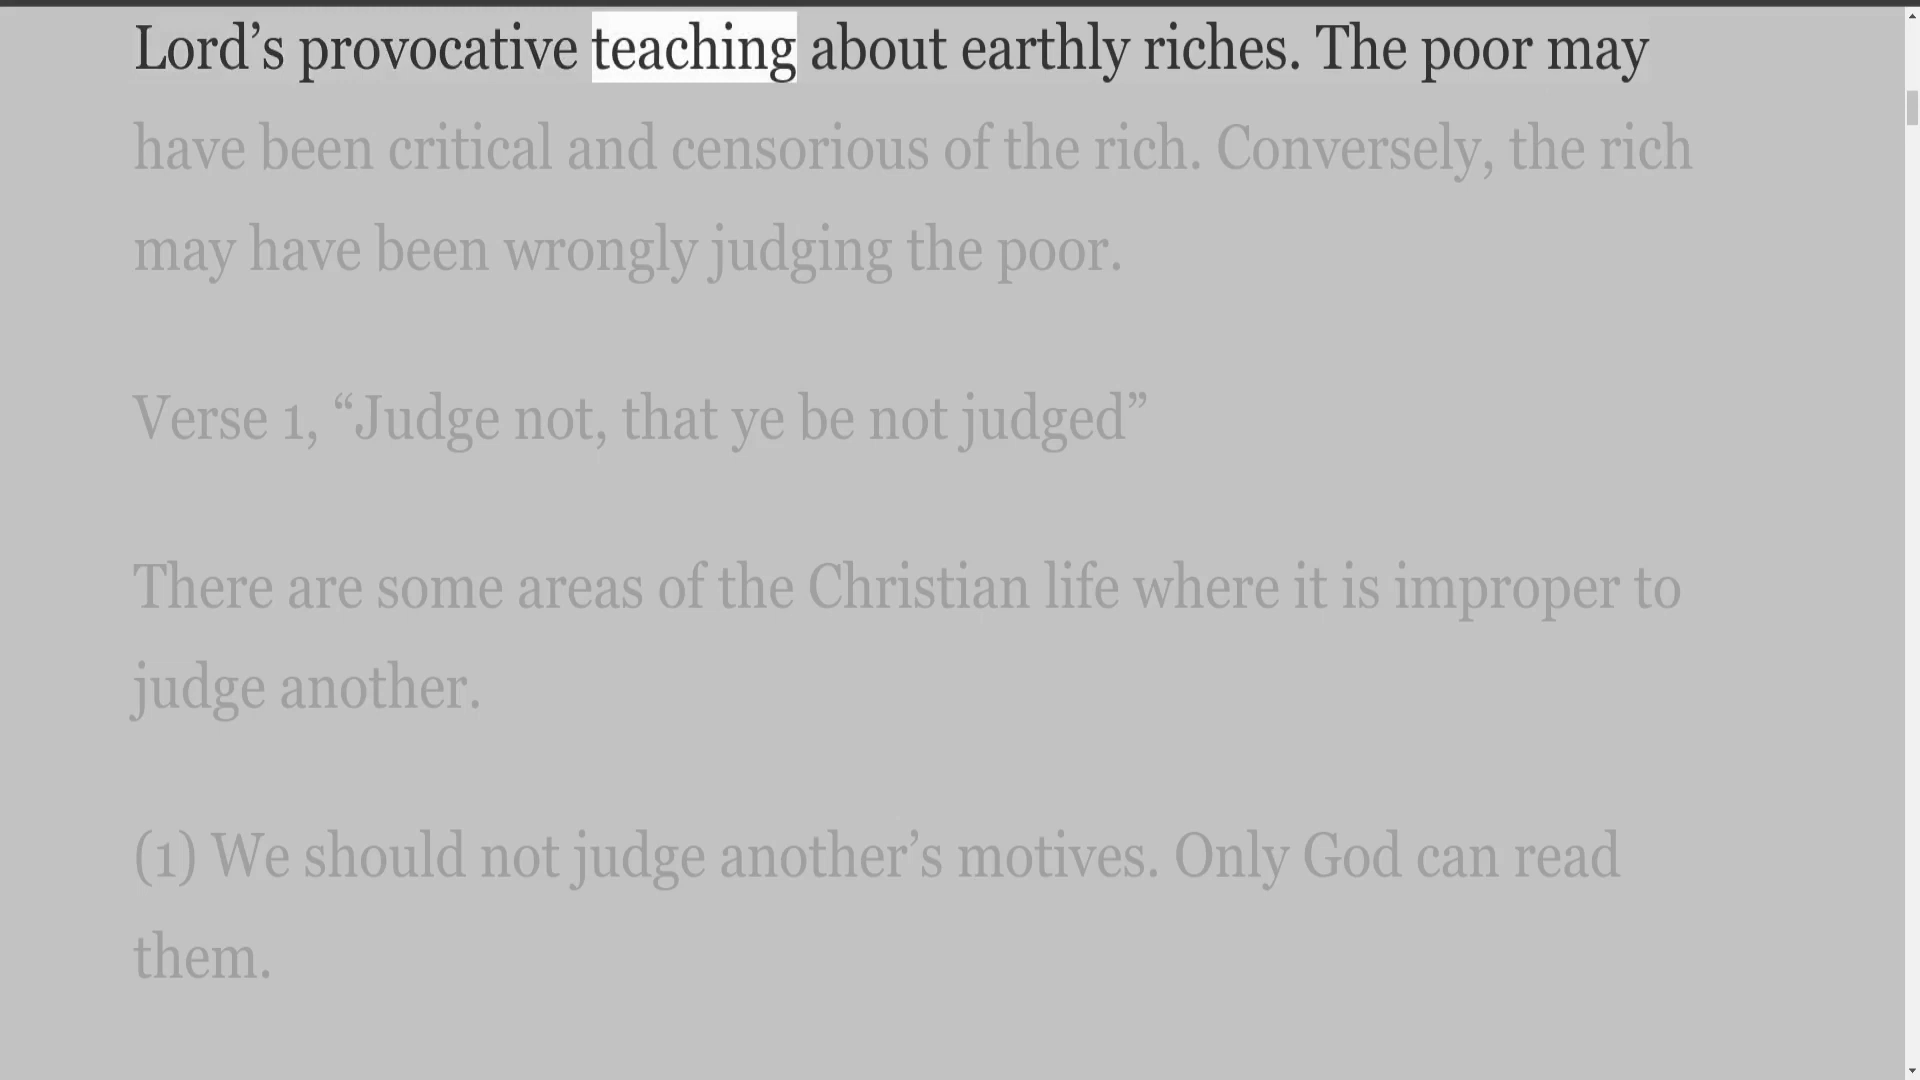 Lord’s provocative teaching about earthly riches. The poor may
have been critical and censorious of the rich. Conversely, the rich
may have been wrongly judging the poor.
Verse 1, “Judge not, that ye be not judged”
There are some areas of the Christian life where it is improper to
judge another.
(1) We should not judge another’s motives. Only God can read
them.